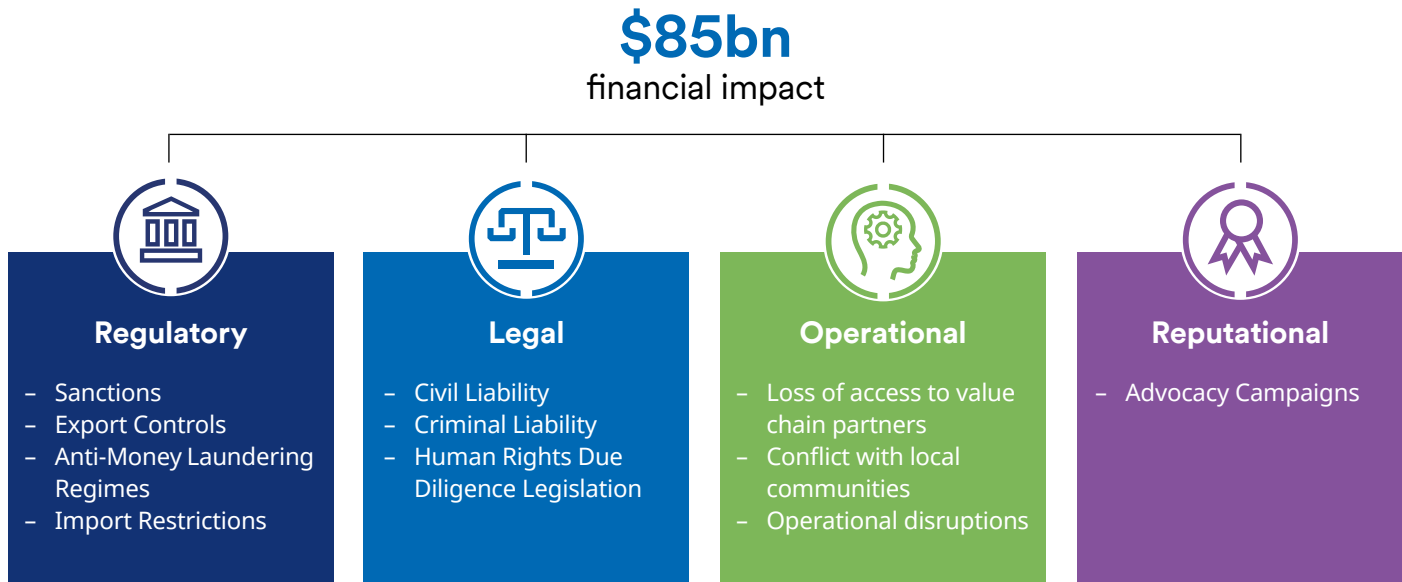 $85bn
financial impact
Regulatory
– Sanctions
– Export Controls
– Anti-Money Laundering
Regimes
– Import Restrictions
Legal
– Civil Liability
– Criminal Liability
– Human Rights Due
Diligence Legislation
Operational
– Loss of access to value
chain partners
– Conflict with local
communities
– Operational disruptions
Reputational
– Advocacy Campaigns